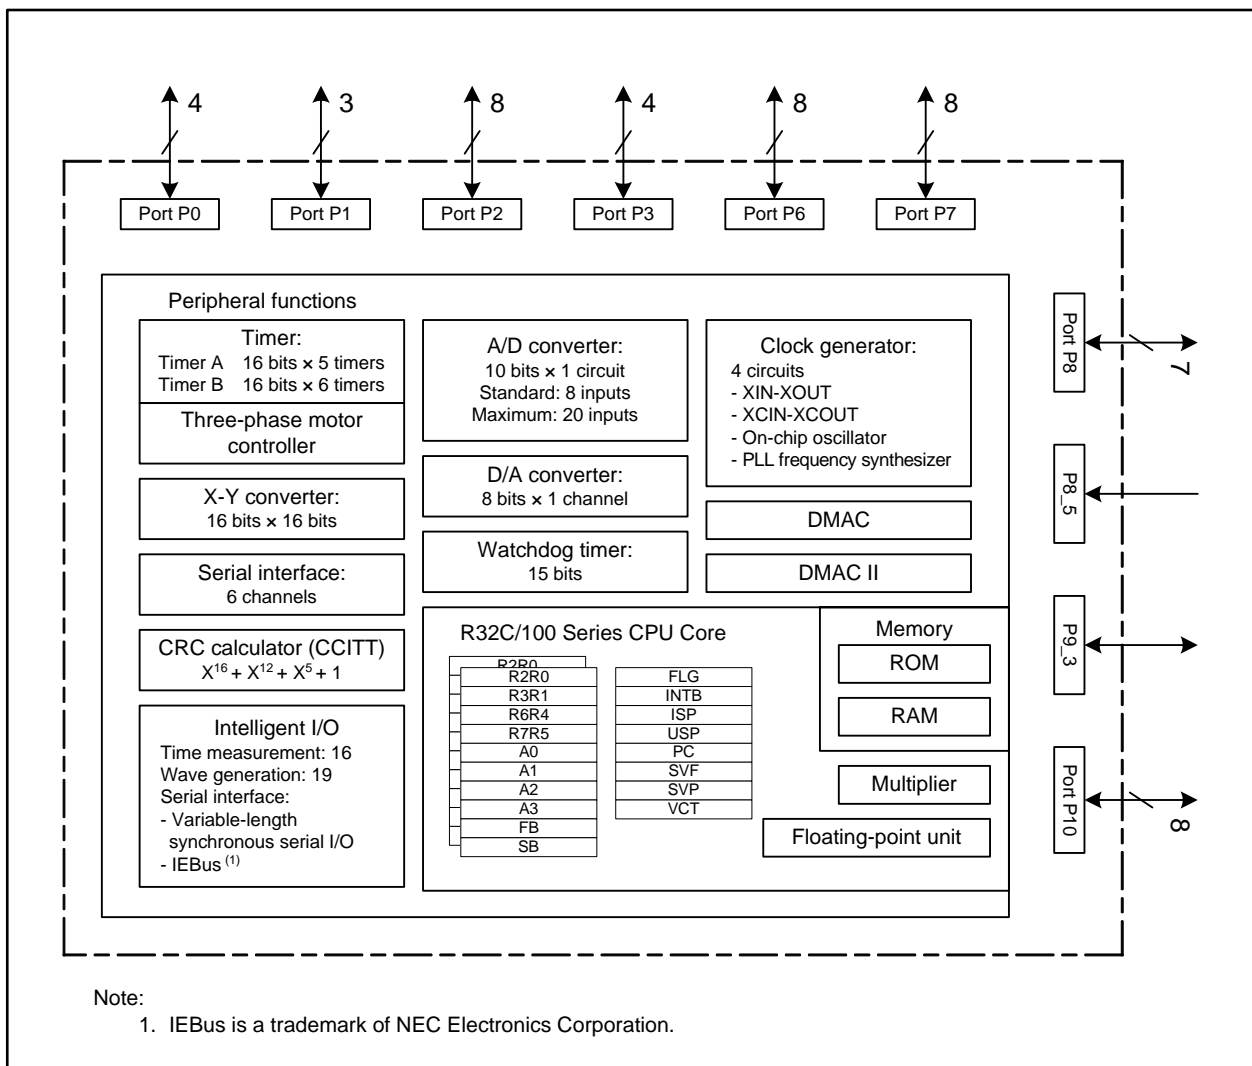 4
3
8
4
8
8
Port P0
Port P1
Port P2
Port P3
Port P6
Port P7
Peripheral functions
Timer:
Timer A 16 bits × 5 timers
Timer B 16 bits × 6 timers
Three-phase motor
controller
X-Y converter:
16 bits × 16 bits
Serial interface:
6 channels
CRC calculator (CCITT)
X16 + X12 + X5 + 1
Intelligent I/O
Time measurement: 16
Wave generation: 19
Serial interface:
- Variable-length
synchronous serial I/O
- IEBus (1)
A/D converter:
10 bits × 1 circuit
Standard: 8 inputs
Maximum: 20 inputs
D/A converter:
8 bits × 1 channel
Watchdog timer:
15 bits
Clock generator:
4 circuits
- XIN-XOUT
- XCIN-XCOUT
- On-chip oscillator
- PLL frequency synthesizer
DMAC
DMAC II
R32C/100 Series CPU Core
R2R0
R2R0
R3R1
R6R4
R7R5
A0
A1
A2
A3
FB
SB
FLG
INTB
ISP
USP
PC
SVF
SVP
VCT
Memory
ROM
RAM
Multiplier
Floating-point unit
Port P8
7
P8_5
P9_3
Port P10
8
Note:
1. IEBus is a trademark of NEC Electronics Corporation.